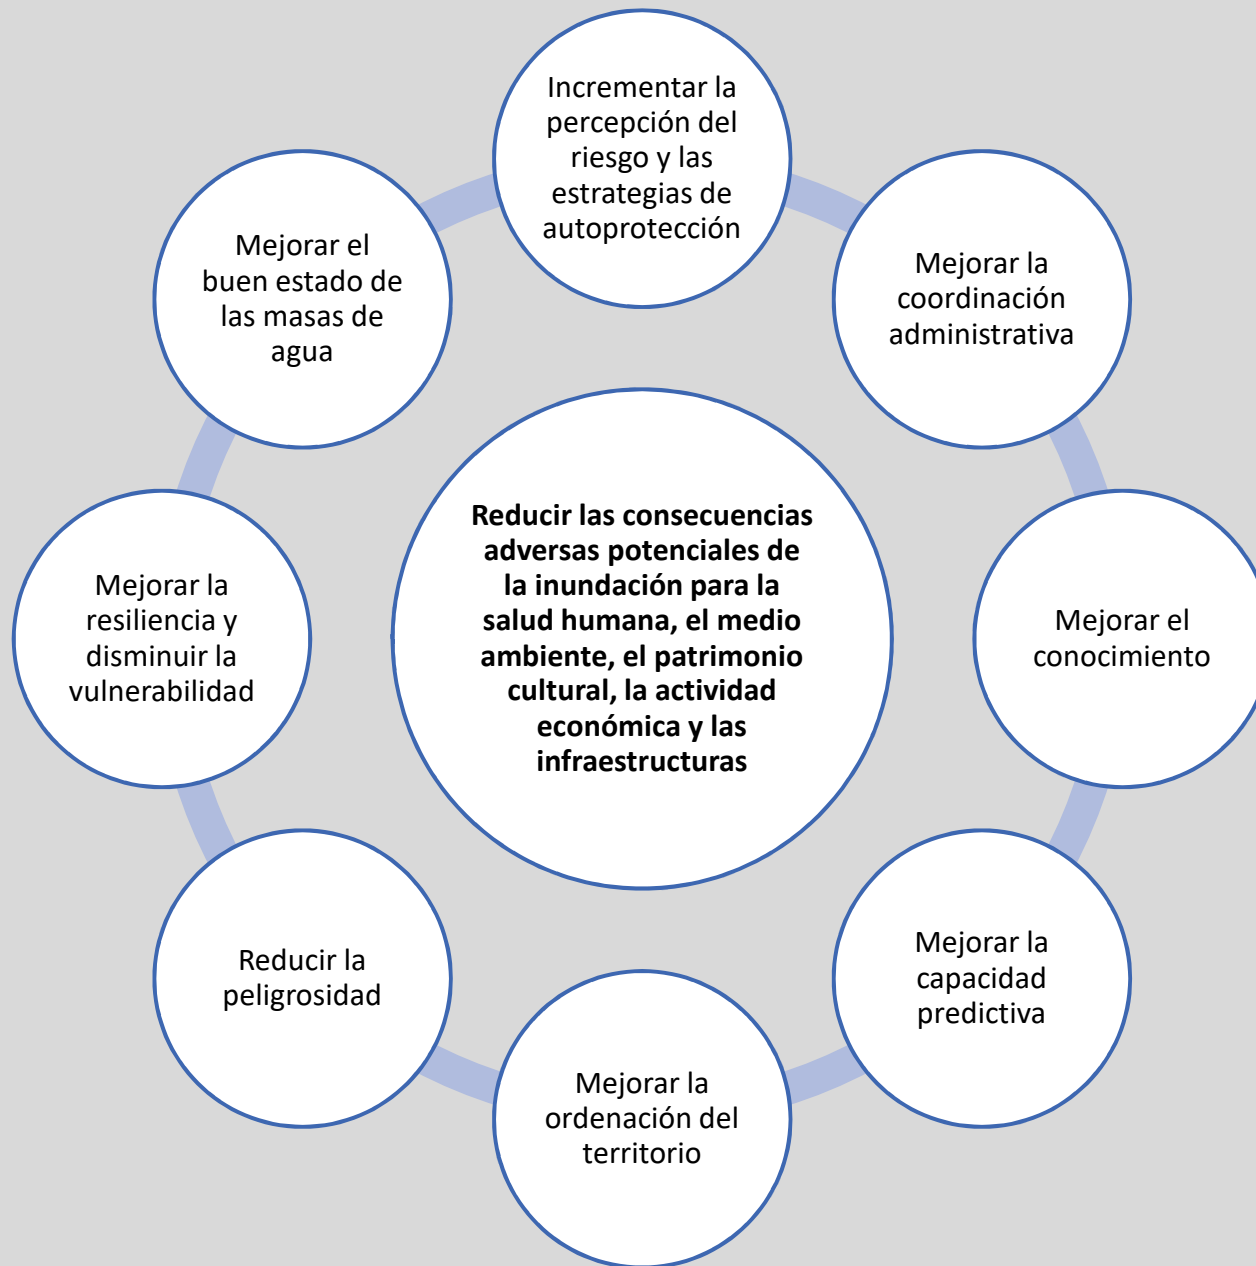 Incrementar la
percepción del
riesgo y las
estrategias de
autoprotección
Mejorar la
coordinación
administrativa
Mejorar el
conocimiento
Mejorar la
capacidad
predictiva
Mejorar la
ordenación del
territorio
Reducir la
peligrosidad
Mejorar la
resiliencia y
disminuir la
vulnerabilidad
Mejorar el
buen estado de
las masas de
agua
Reducir las consecuencias
adversas potenciales de
la inundación para la
salud humana, el medio
ambiente, el patrimonio
cultural, la actividad
económica y las
infraestructuras